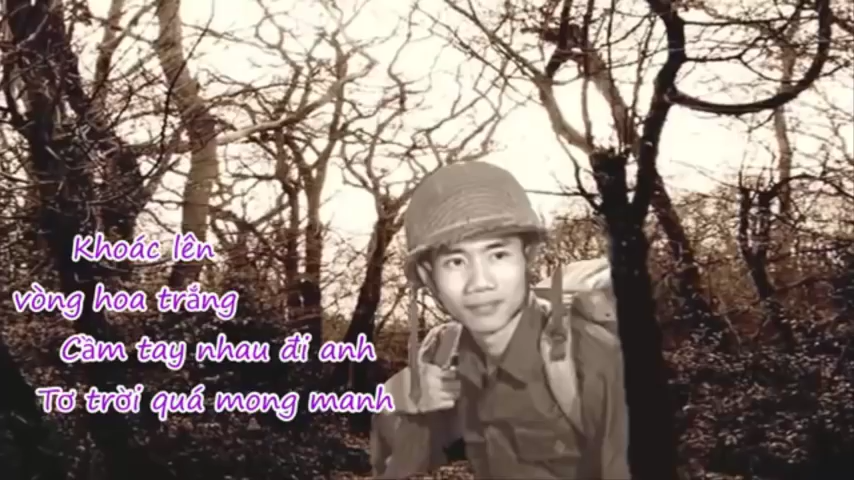 Khoác lên
vòng hoa trắng
Cầm tay nhau đi anh
Tơ trời quá mong manh